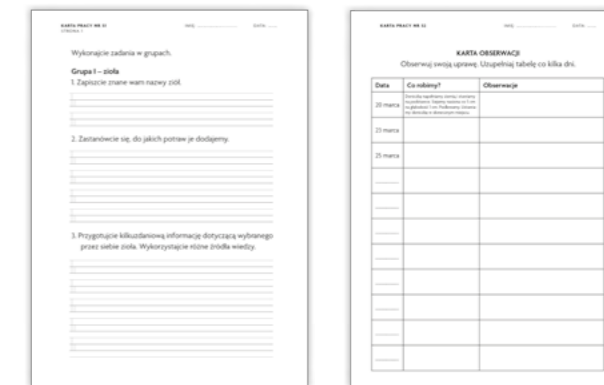 KARTA PRACY NR 51
STRONA 1
IMIĘ
DATA
Wykonajcie zadania w grupach.
Grupa I – zioła
1. Zapiszcie znane wam nazwy ziół.
2. Zastanówcie się, do jakich potraw je dodajemy.
3. Przygotujcie kilkuzdaniową informację dotyczącą wybranego
przez siebie zioła. Wykorzystajcie różne źródła wiedzy.
KARTA PRACY NR 52
IMIĘ
DATA
KARTA OBSERWACJI
Obserwuj swoją uprawę. Uzupełniaj tabelę co kilka dni.
Data Co robimy? Obserwacje
20 marca
23 marca
25 marca